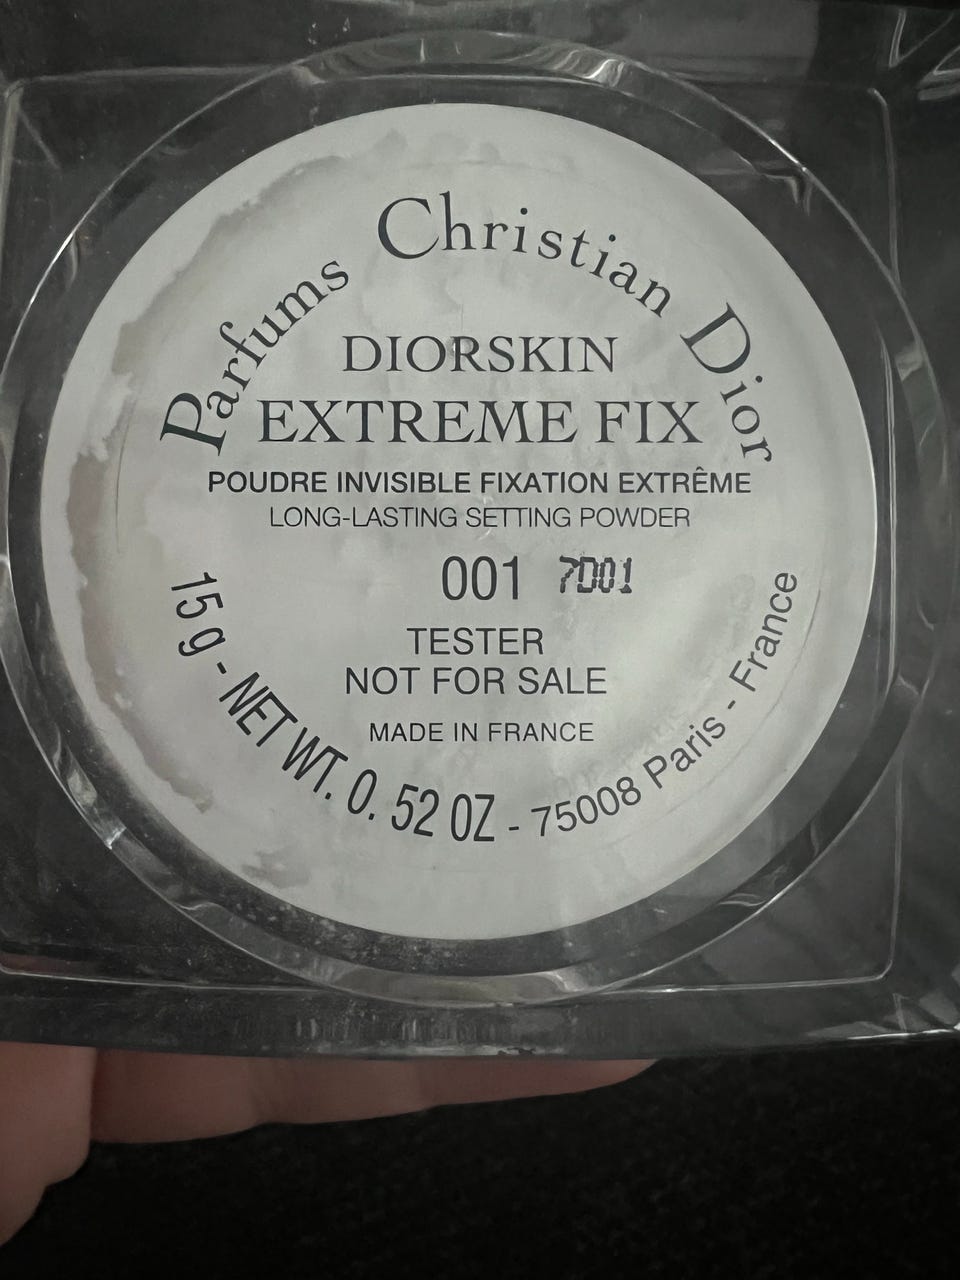 Parfums Christian Dior
DIORSKIN
EXTREME FIX
POUDRE INVISIBLE FIXATION EXTRÊME
LONG-LASTING SETTING POWDER
001 7D01
TESTER
NOT FOR SALE
MADE IN FRANCE
15 g - NET WT. 0. 52 OZ - 75008 Paris - France